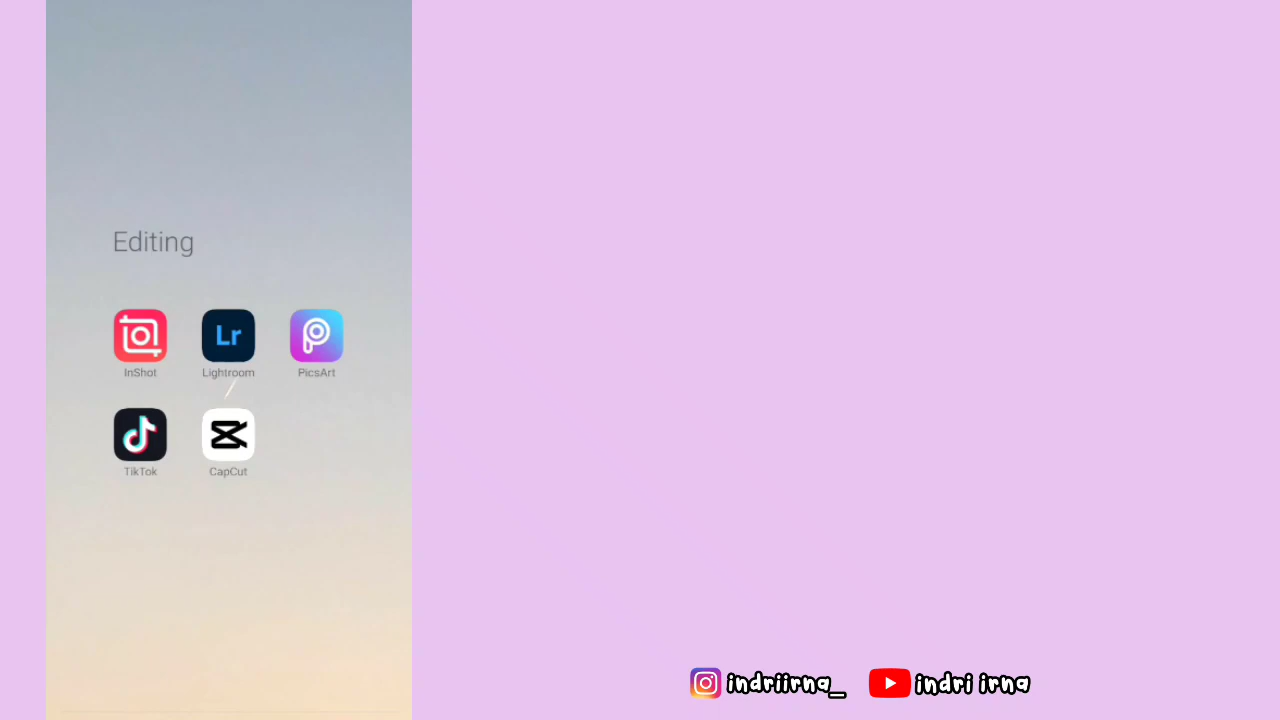 Editing
Lr
InShot Lightroom PicsArt
TikTok CapCut
indriirna_ indri irna